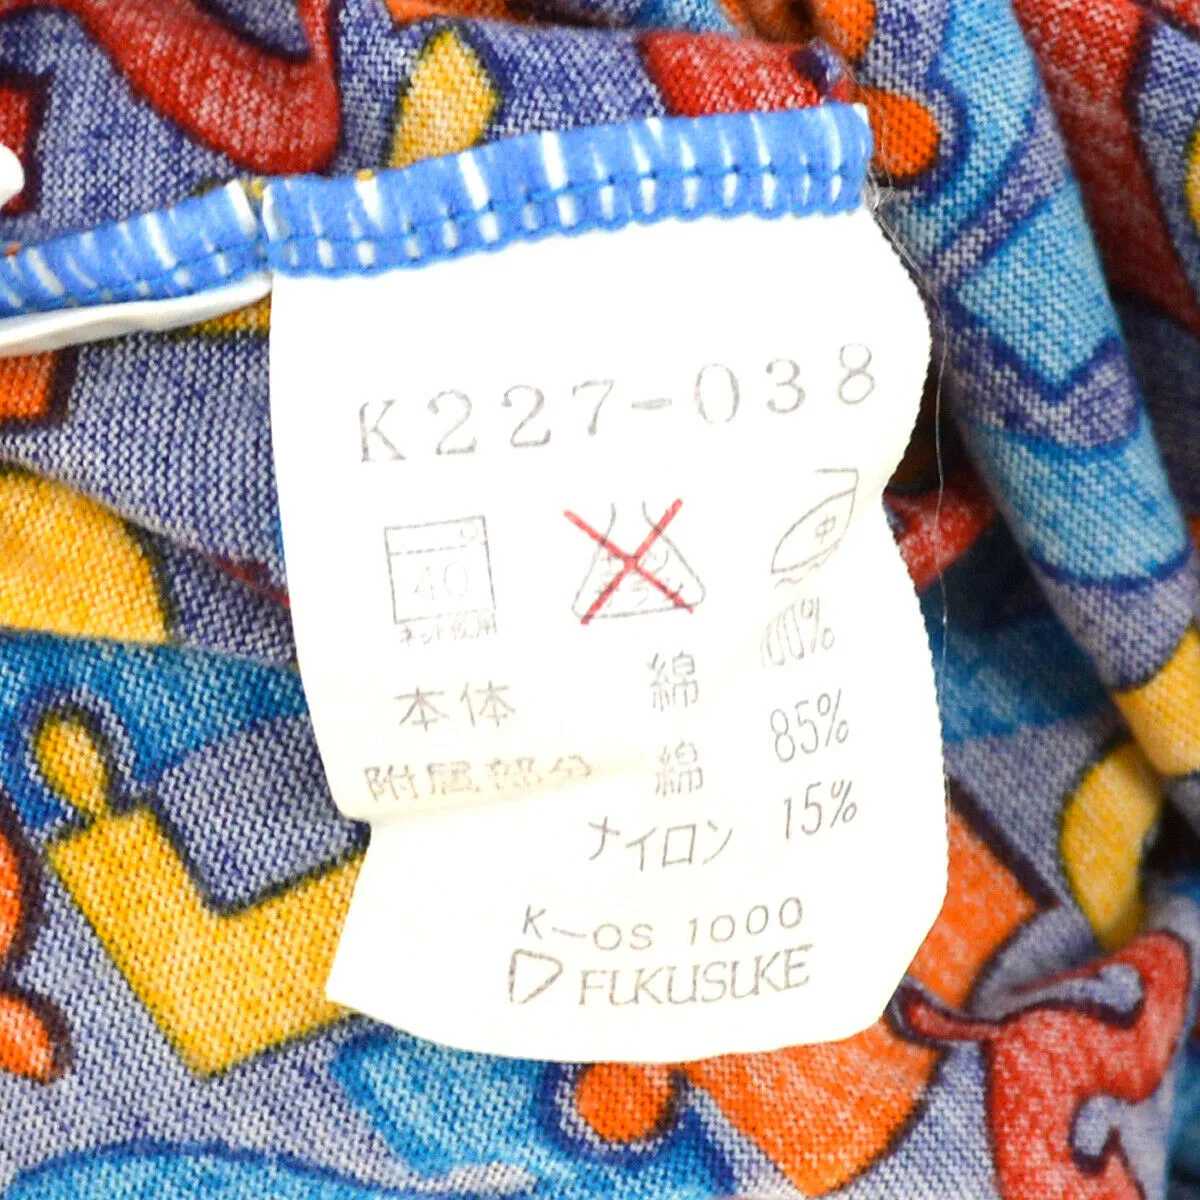 K227-038
40 中
ネット使用
本体 綿 100%
附属部分 綿 85%
ナイロン 15%
K-OS 1000
FUKUSUKE